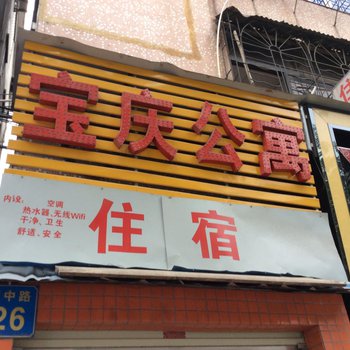 宝庆公寓
内设: 空调
热水器、无线Wifi
干净、卫生
舒适、安全
住宿
中路
26
住